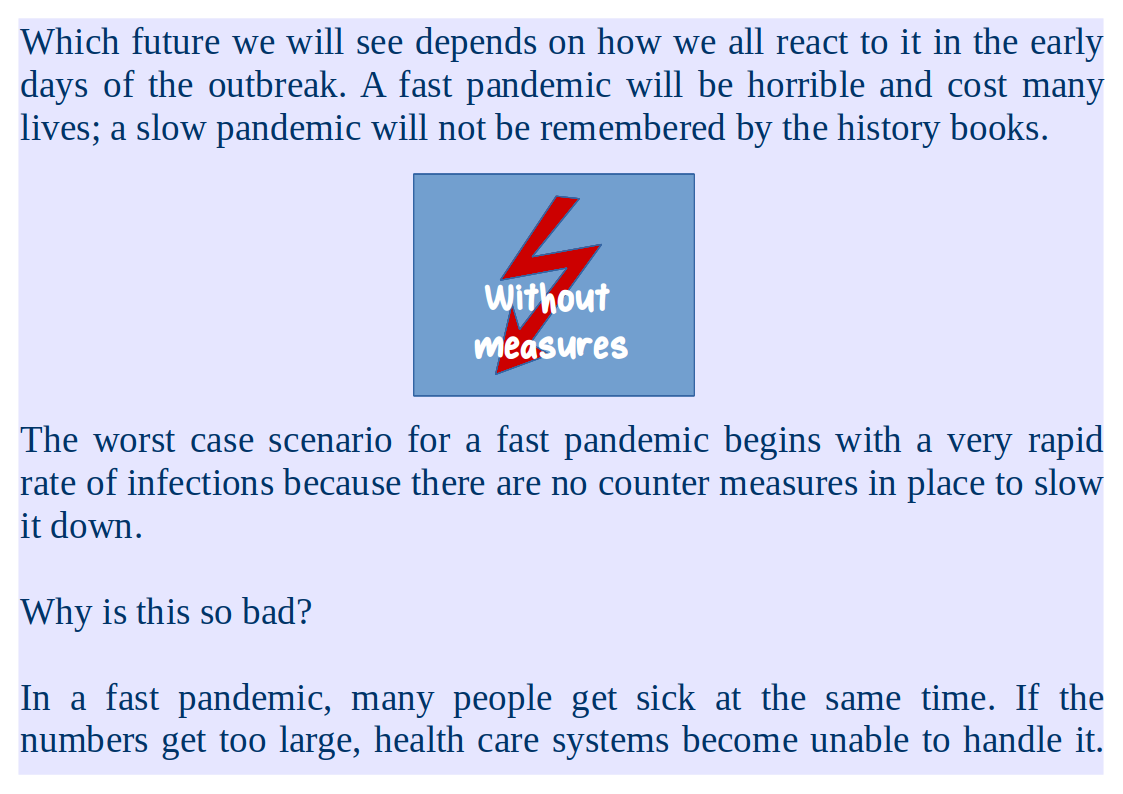 Which future we will see depends on how we all react to it in the early
days of the outbreak. A fast pandemic will be horrible and cost many
lives; a slow pandemic will not be remembered by the history books.
Without
measures
The worst case scenario for a fast pandemic begins with a very rapid
rate of infections because there are no counter measures in place to slow
it down.
Why is this so bad?
In a fast pandemic, many people get sick at the same time. If the
numbers get too large, health care systems become unable to handle it.